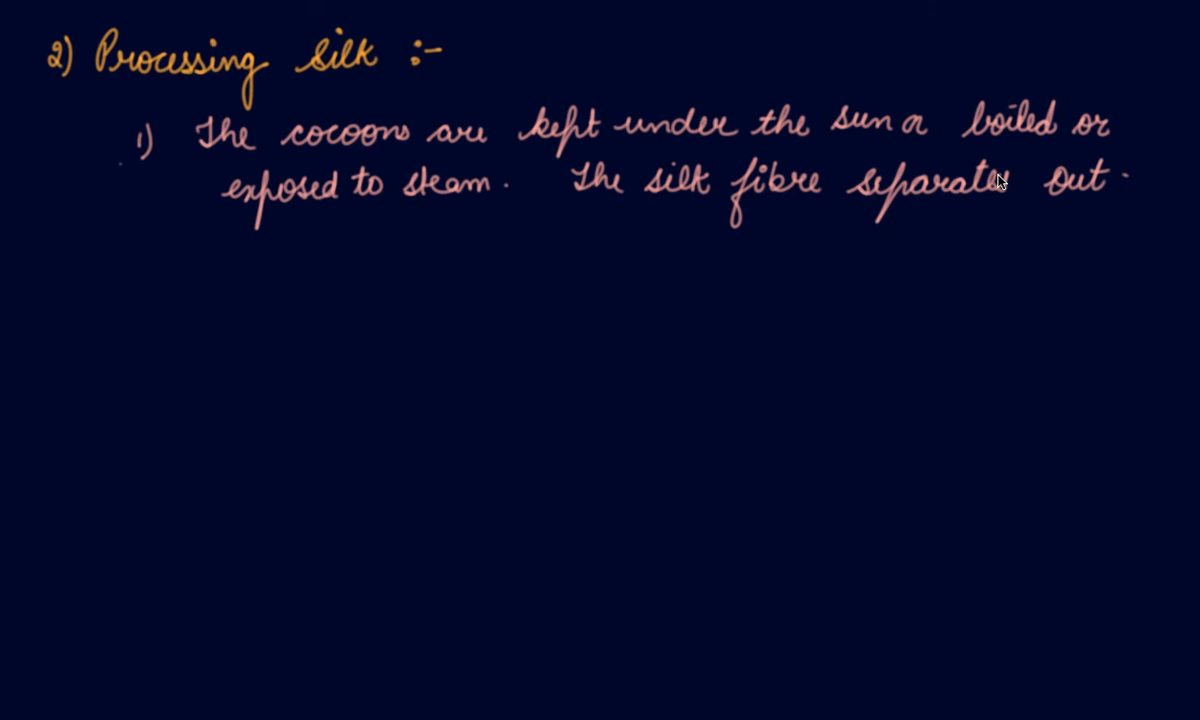 2) Processing Silk :-
1) The cocoons are kept under the sun or boiled or
exposed to steam. The silk fibre separates out.